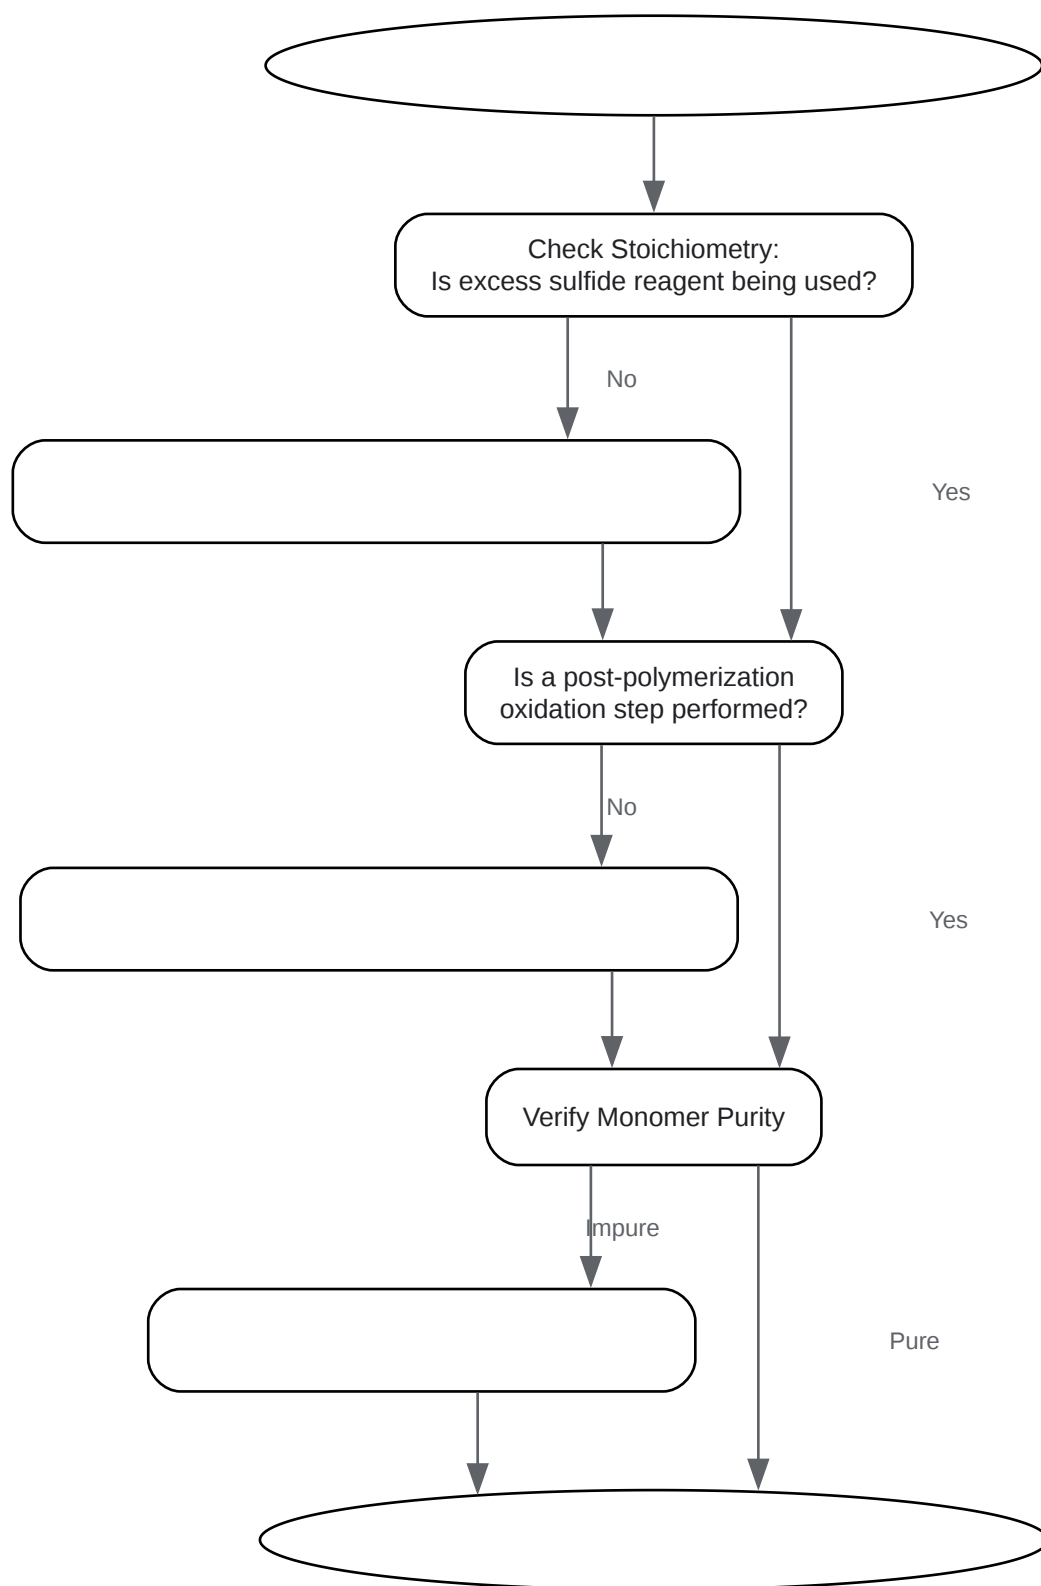 Check Stoichiometry:
Is excess sulfide reagent being used?
No
Yes
Is a post-polymerization
oxidation step performed?
No
Yes
Verify Monomer Purity
Impure
Pure